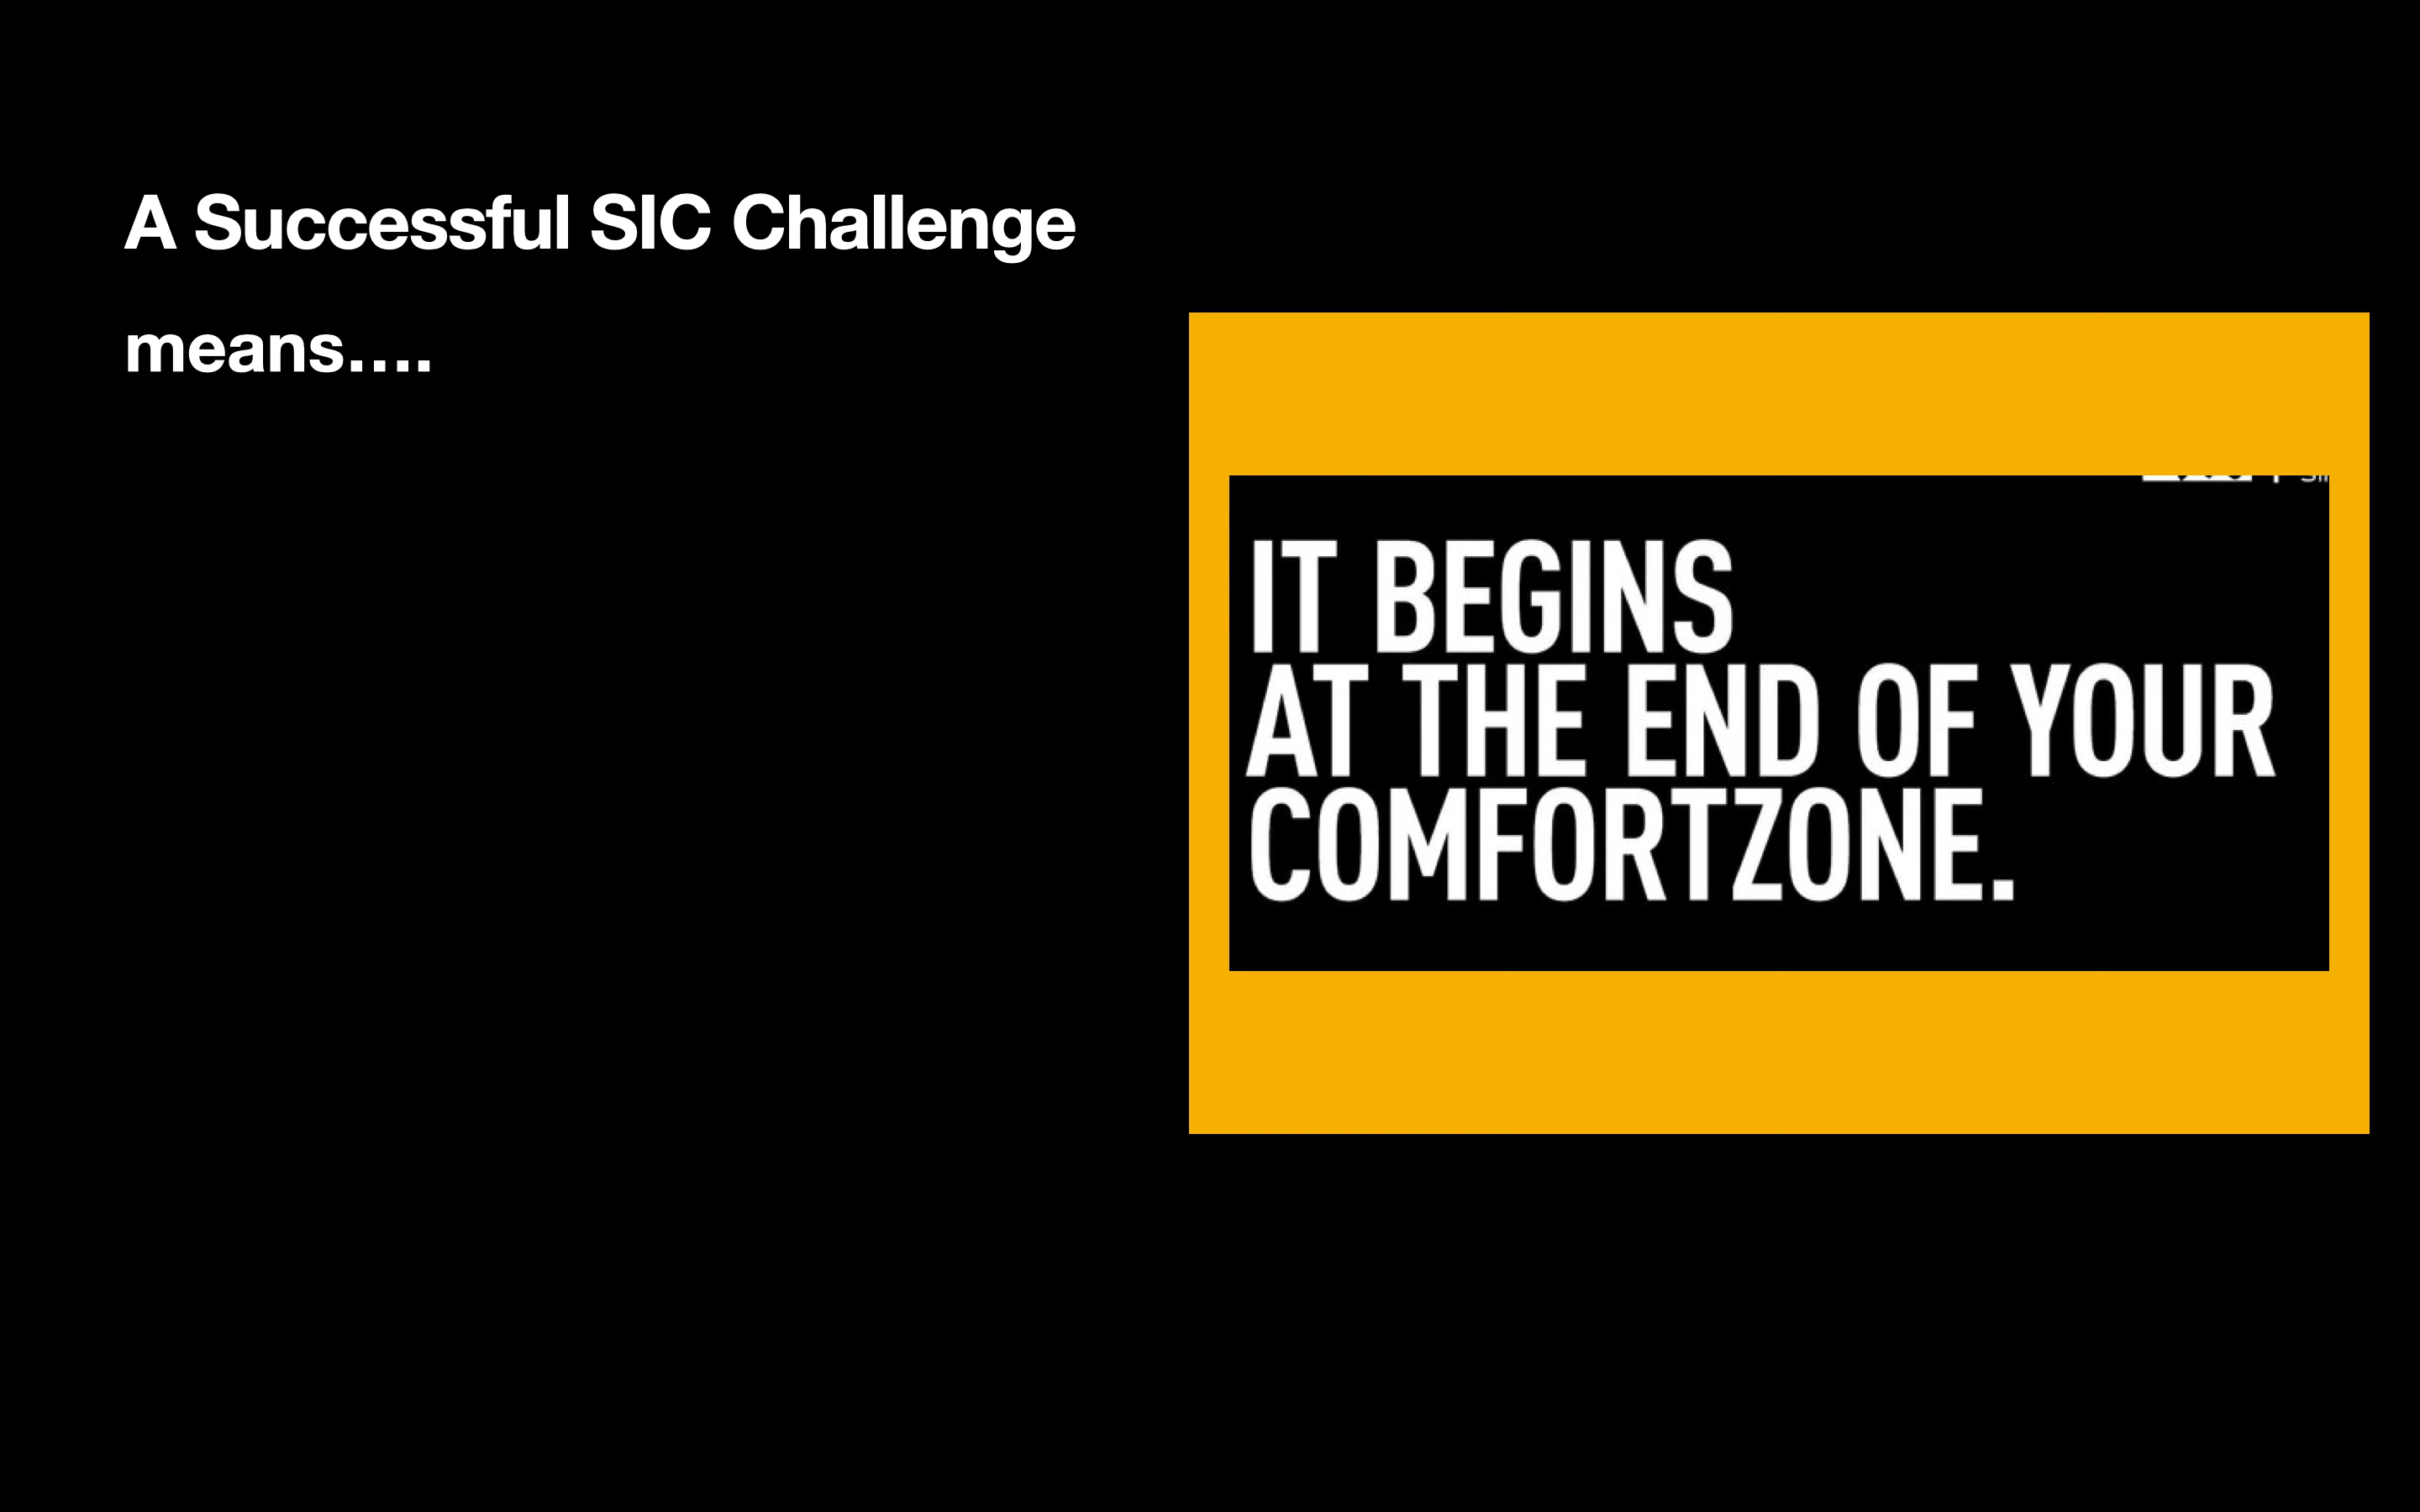 A Successful SIC Challenge
means....
IT BEGINS
AT THE END OF YOUR
COMFORTZONE.